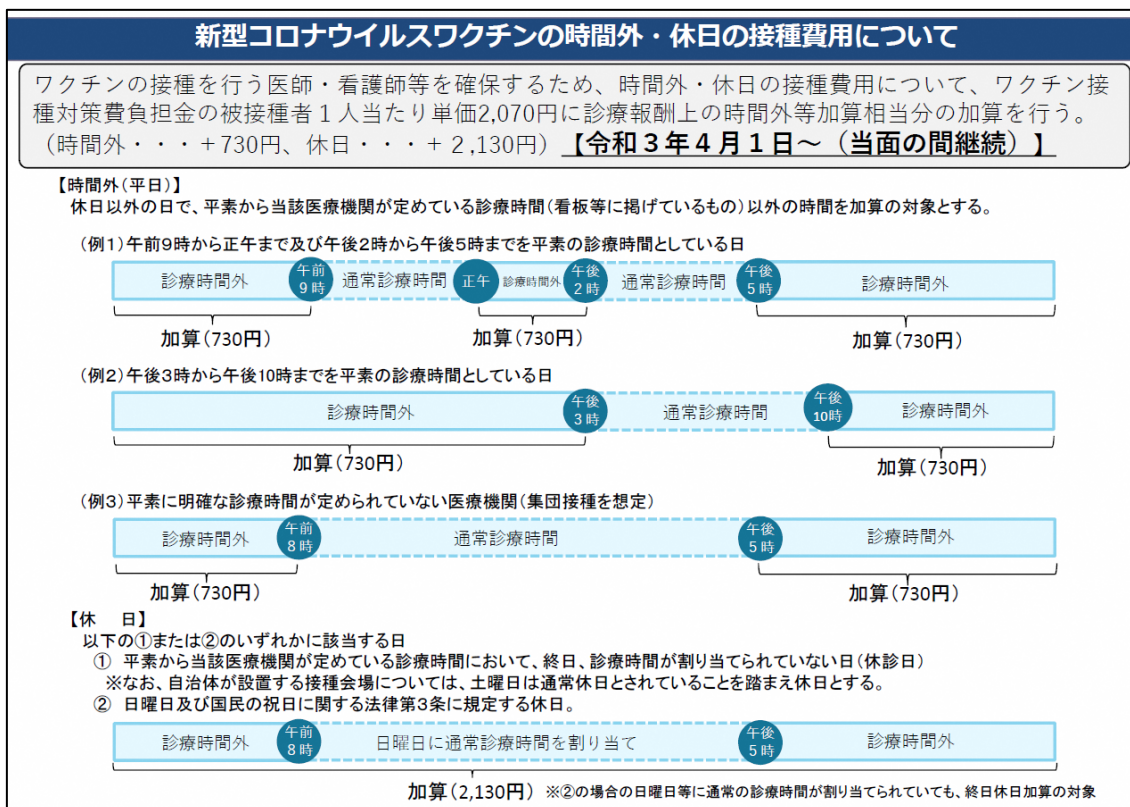 新型コロナウイルスワクチンの時間外・休日の接種費用について
ワクチンの接種を行う医師・看護師等を確保するため、時間外・休日の接種費用について、ワクチン接
種対策費負担金の被接種者１人当たり単価2,070円に診療報酬上の時間外等加算相当分の加算を行う。
（時間外・・・＋730円、休日・・・＋２,130円）【令和３年４月１日～（当面の間継続）】
【時間外（平日）】
休日以外の日で、平素から当該医療機関が定めている診療時間（看板等に掲げているもの）以外の時間を加算の対象とする。
（例1）午前9時から正午まで及び午後2時から午後5時までを平素の診療時間としている日
診療時間外 午前9時 通常診療時間 正午 診療時間外 午後2時 通常診療時間 午後5時 診療時間外
加算（730円） 加算（730円） 加算（730円）
（例2）午後3時から午後10時までを平素の診療時間としている日
診療時間外 午後3時 通常診療時間 午後10時 診療時間外
加算（730円） 加算（730円）
（例3）平素に明確な診療時間が定められていない医療機関（集団接種を想定）
診療時間外 午前8時 通常診療時間 午後5時 診療時間外
加算（730円） 加算（730円）
【休　日】
以下の①または②のいずれかに該当する日
①　平素から当該医療機関が定めている診療時間において、終日、診療時間が割り当てられていない日（休診日）
※なお、自治体が設置する接種会場については、土曜日は通常休日とされていることを踏まえ休日とする。
②　日曜日及び国民の祝日に関する法律第3条に規定する休日。
診療時間外 午前8時 日曜日に通常診療時間を割り当て 午後5時 診療時間外
加算（2,130円） ※②の場合の日曜日等に通常の診療時間が割り当てられていても、終日休日加算の対象